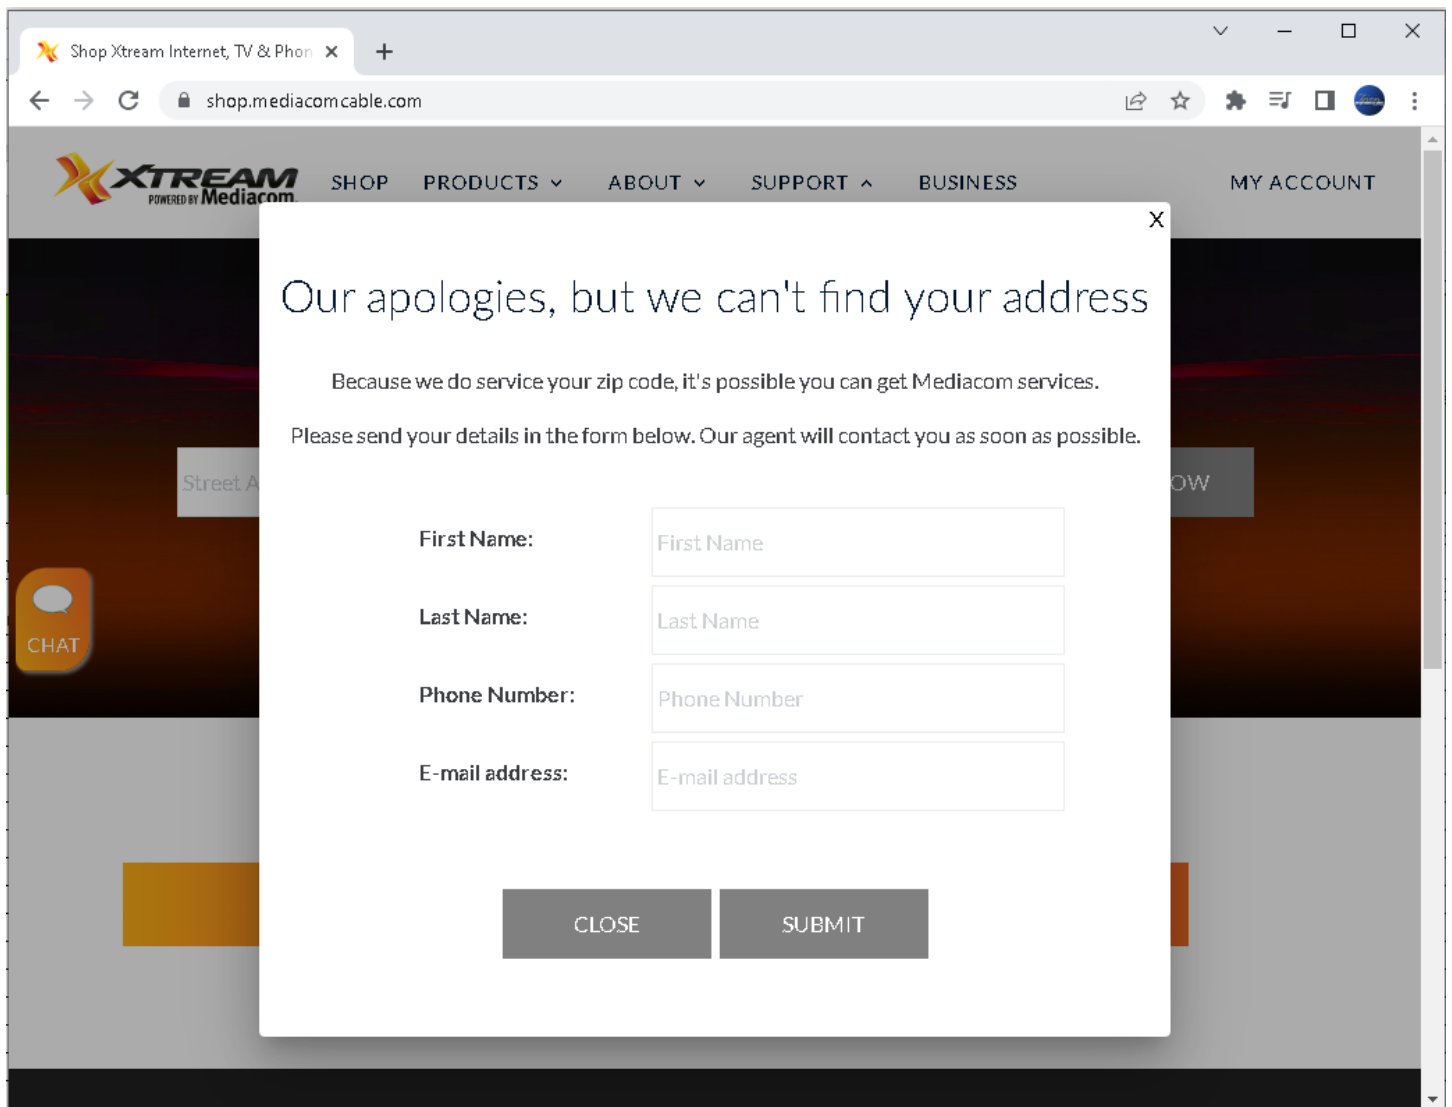 Shop Xtream Internet, TV & Phon
shop.mediacomcable.com
XTREAM
POWERED BY Mediacom.
SHOP PRODUCTS ABOUT SUPPORT BUSINESS MY ACCOUNT
X
Our apologies, but we can't find your address
Because we do service your zip code, it's possible you can get Mediacom services.
Please send your details in the form below. Our agent will contact you as soon as possible.
Street A
OW
First Name: First Name
Last Name: Last Name
CHAT
Phone Number: Phone Number
E-mail address: E-mail address
CLOSE SUBMIT